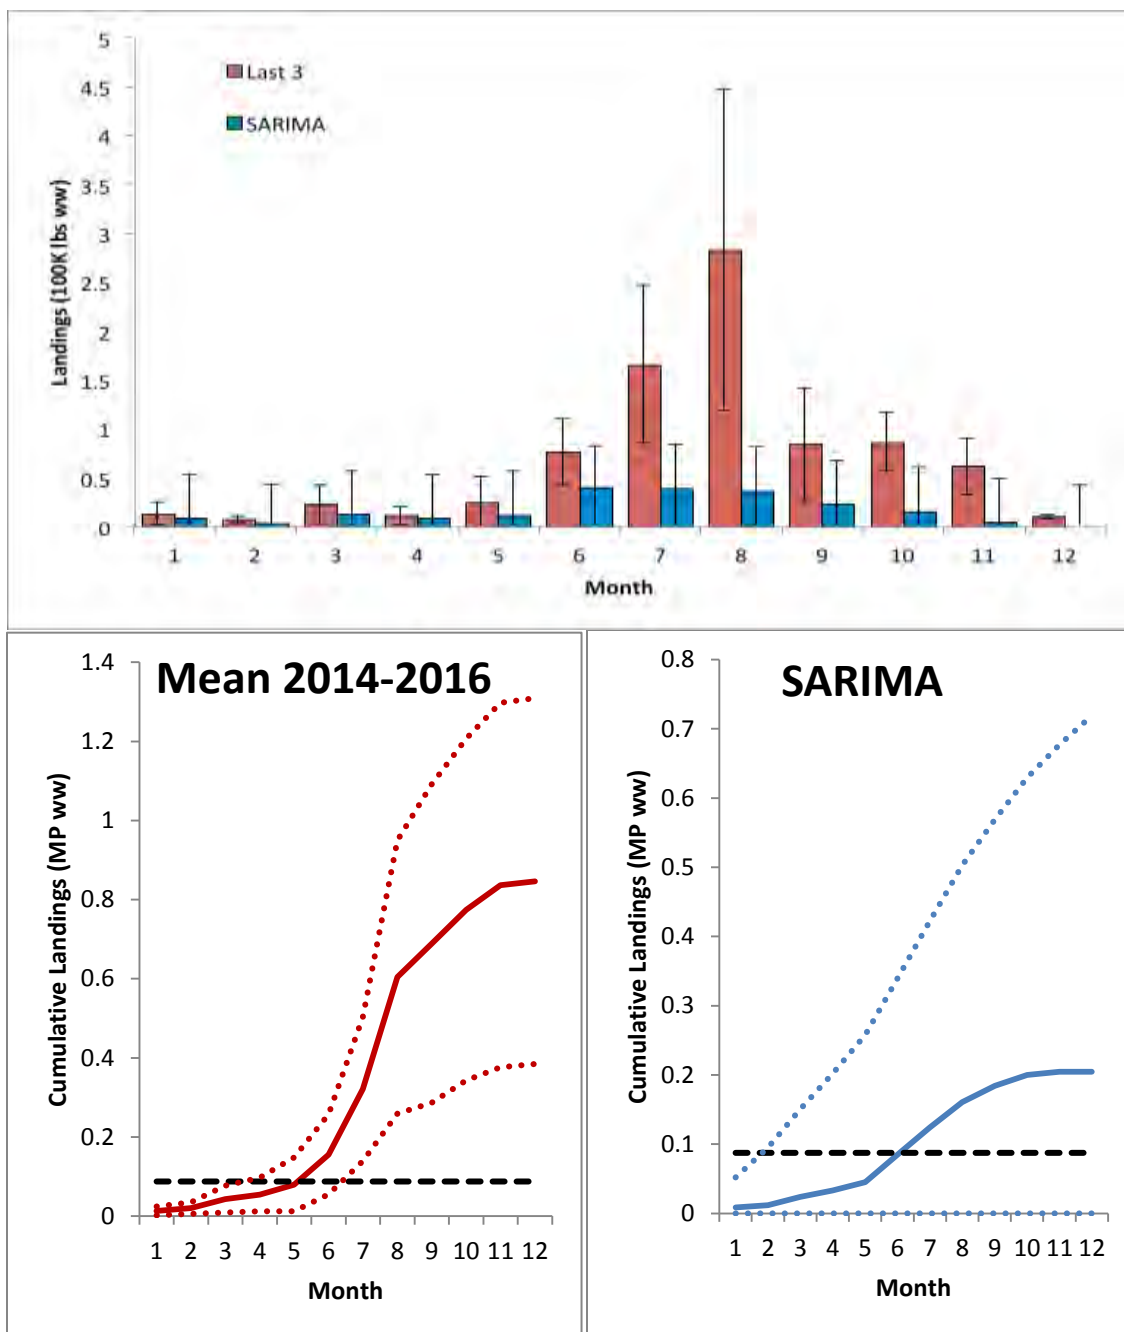 5
4.5
4
3.5
3
2.5
2
1.5
1
0.5
0
Landings (100K lbs ww)
Last 3
SARIMA
1 2 3 4 5 6 7 8 9 10 11 12
Month
Mean 2014-2016
1.4
1.2
1
0.8
0.6
0.4
0.2
0
Cumulative Landings (MP ww)
1 2 3 4 5 6 7 8 9 10 11 12
Month
SARIMA
0.8
0.7
0.6
0.5
0.4
0.3
0.2
0.1
0
Cumulative Landings (MP ww)
1 2 3 4 5 6 7 8 9 10 11 12
Month